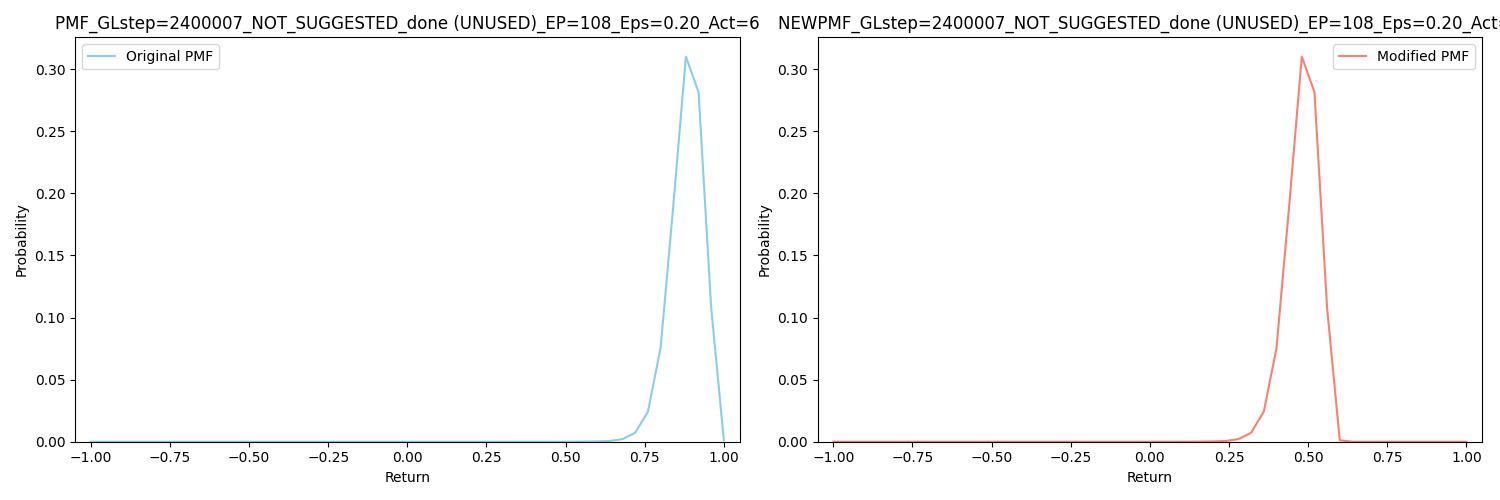 PMF_GLstep=2400007_NOT_SUGGESTED_done (UNUSED)_EP=108_Eps=0.20_Act=6
Original PMF
0.30
0.25
0.20
0.15
0.10
0.05
0.00
Probability
−1.00 −0.75 −0.50 −0.25 0.00 0.25 0.50 0.75 1.00
Return
NEWPMF_GLstep=2400007_NOT_SUGGESTED_done (UNUSED)_EP=108_Eps=0.20_Act=
Modified PMF
0.30
0.25
0.20
0.15
0.10
0.05
0.00
Probability
−1.00 −0.75 −0.50 −0.25 0.00 0.25 0.50 0.75 1.00
Return